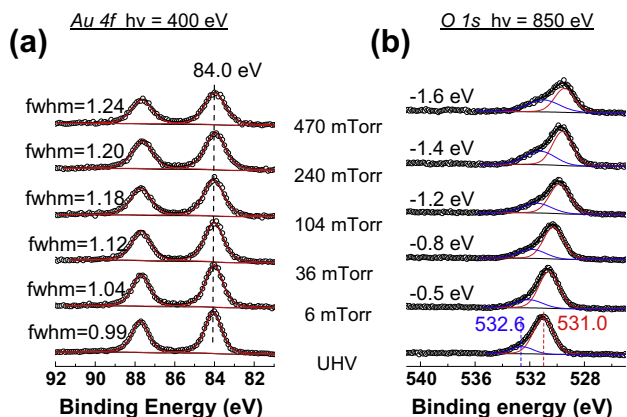 Au 4f hv = 400 eV
O 1s hv = 850 eV
(a)
(b)
84.0 eV
fwhm=1.24
fwhm=1.20
fwhm=1.18
fwhm=1.12
fwhm=1.04
fwhm=0.99
470 mTorr
240 mTorr
104 mTorr
36 mTorr
6 mTorr
UHV
-1.6 eV
-1.4 eV
-1.2 eV
-0.8 eV
-0.5 eV
532.6
531.0
92 90 88 86 84 82
Binding Energy (eV)
540 536 532 528
Binding energy (eV)